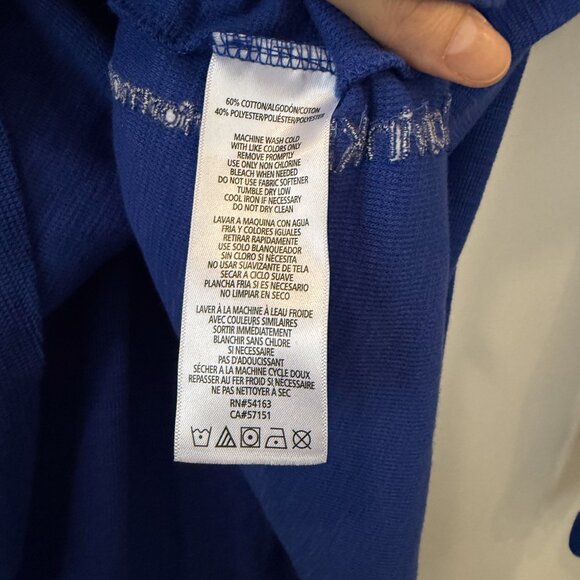 60% COTTON/ALGODÓN/COTON
40% POLYESTER/POLIÉSTER/POLYESTER
MACHINE WASH COLD
WITH LIKE COLORS ONLY
REMOVE PROMPTLY
USE ONLY NON CHLORINE
BLEACH WHEN NEEDED
DO NOT USE FABRIC SOFTENER
TUMBLE DRY LOW
COOL IRON IF NECESSARY
DO NOT DRY CLEAN
LAVAR A MAQUINA CON AGUA
FRIA Y COLORES IGUALES
RETIRAR RAPIDAMENTE
USE SOLO BLANQUEADOR
SIN CLORO SI NECESITA
NO USAR SUAVIZANTE DE TELA
SECAR A CICLO SUAVE
PLANCHA FRIA SI ES NECESARIO
NO LIMPIAR EN SECO
LAVER À LA MACHINE À LEAU FROIDE
AVEC COULEURS SIMILAIRES
SORTIR IMMÉDIATEMENT
BLANCHIR SANS CHLORE
SI NECESSAIRE
PAS D'ADOUCISSANT
SÉCHER À LA MACHINE CYCLE DOUX
REPASSER AU FER FROID SI NECESSAIRE
NE PAS NETTOYER À SEC
RN#54163
CA#57151